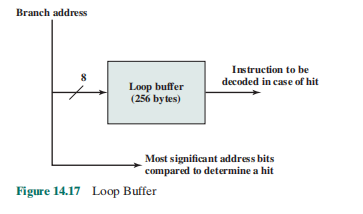 Branch address
8
Loop buffer
(256 bytes)
Instruction to be
decoded in case of hit
Most significant address bits
compared to determine a hit
Figure 14.17 Loop Buffer